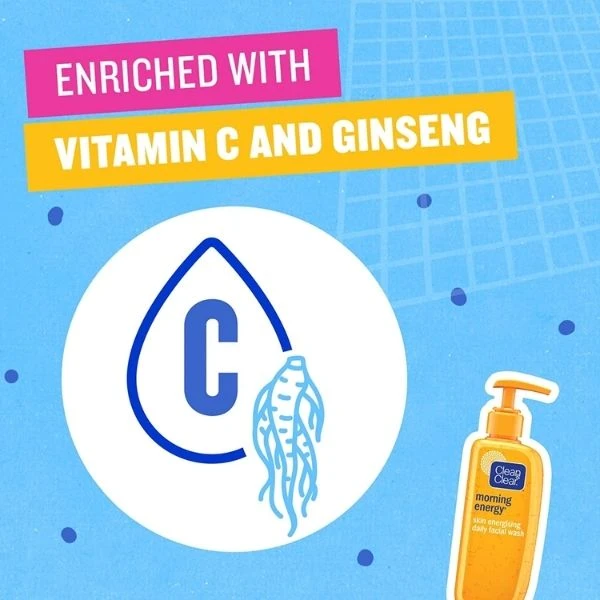 ENRICHED WITH
VITAMIN C AND GINSENG
C
Clean &
Clear.
morning
energy®
skin energising
daily facial wash